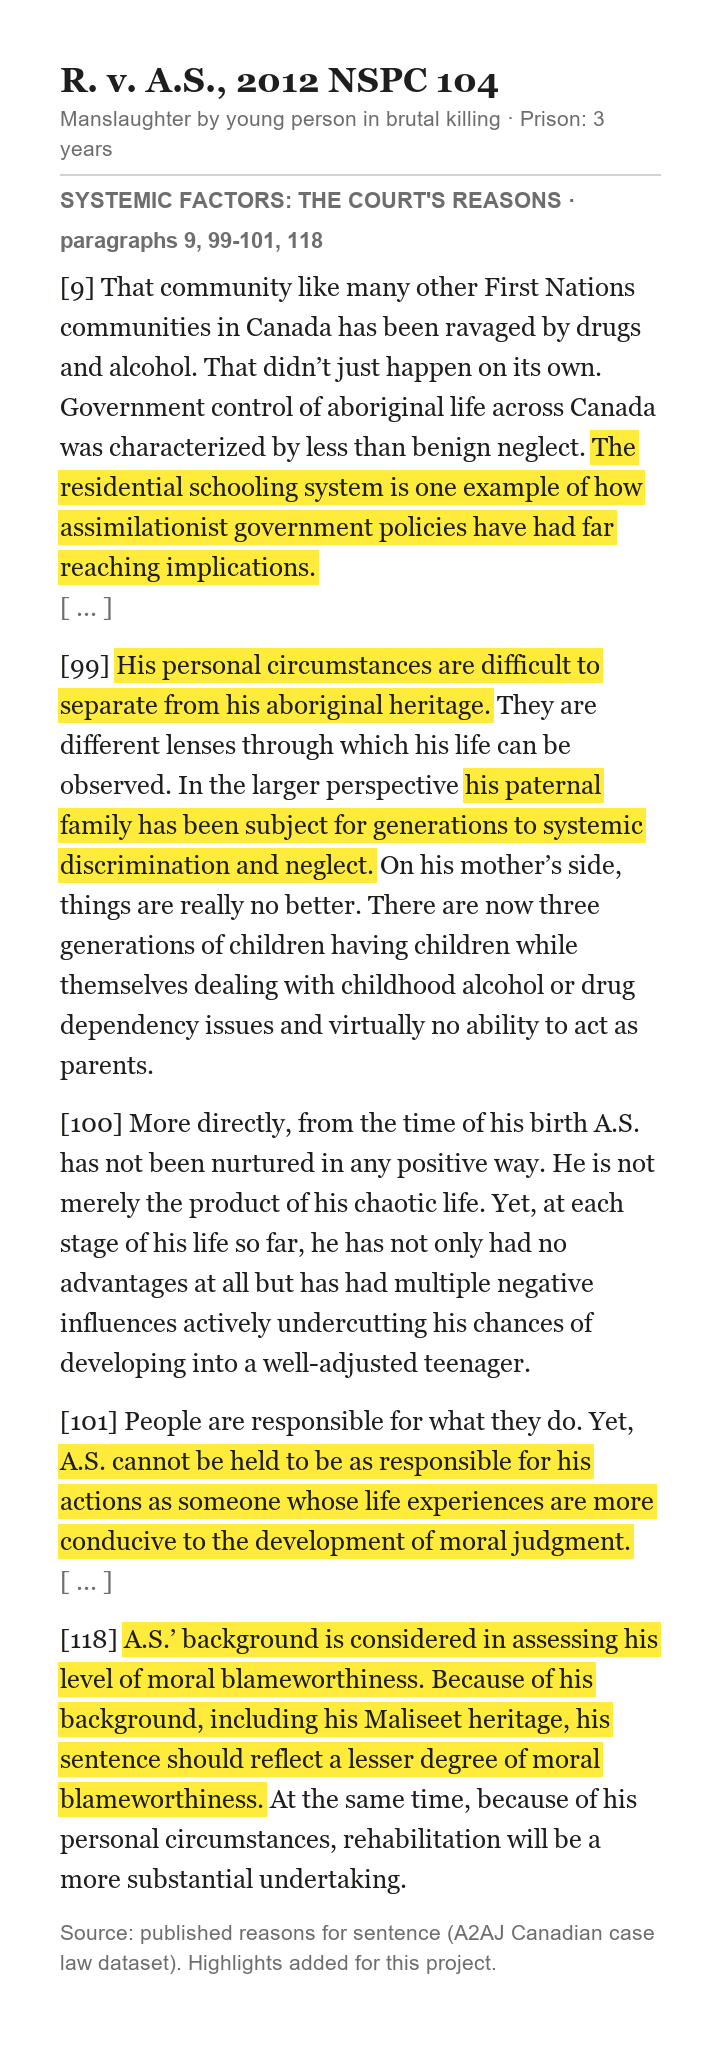 R. v. A.S., 2012 NSPC 104
Manslaughter by young person in brutal killing · Prison: 3
years
SYSTEMIC FACTORS: THE COURT'S REASONS ·
paragraphs 9, 99-101, 118
[9] That community like many other First Nations
communities in Canada has been ravaged by drugs
and alcohol. That didn’t just happen on its own.
Government control of aboriginal life across Canada
was characterized by less than benign neglect. The
residential schooling system is one example of how
assimilationist government policies have had far
reaching implications.
[ ... ]
[99] His personal circumstances are difficult to
separate from his aboriginal heritage. They are
different lenses through which his life can be
observed. In the larger perspective his paternal
family has been subject for generations to systemic
discrimination and neglect. On his mother’s side,
things are really no better. There are now three
generations of children having children while
themselves dealing with childhood alcohol or drug
dependency issues and virtually no ability to act as
parents.
[100] More directly, from the time of his birth A.S.
has not been nurtured in any positive way. He is not
merely the product of his chaotic life. Yet, at each
stage of his life so far, he has not only had no
advantages at all but has had multiple negative
influences actively undercutting his chances of
developing into a well-adjusted teenager.
[101] People are responsible for what they do. Yet,
A.S. cannot be held to be as responsible for his
actions as someone whose life experiences are more
conducive to the development of moral judgment.
[ ... ]
[118] A.S.’ background is considered in assessing his
level of moral blameworthiness. Because of his
background, including his Maliseet heritage, his
sentence should reflect a lesser degree of moral
blameworthiness. At the same time, because of his
personal circumstances, rehabilitation will be a
more substantial undertaking.
Source: published reasons for sentence (A2AJ Canadian case
law dataset). Highlights added for this project.